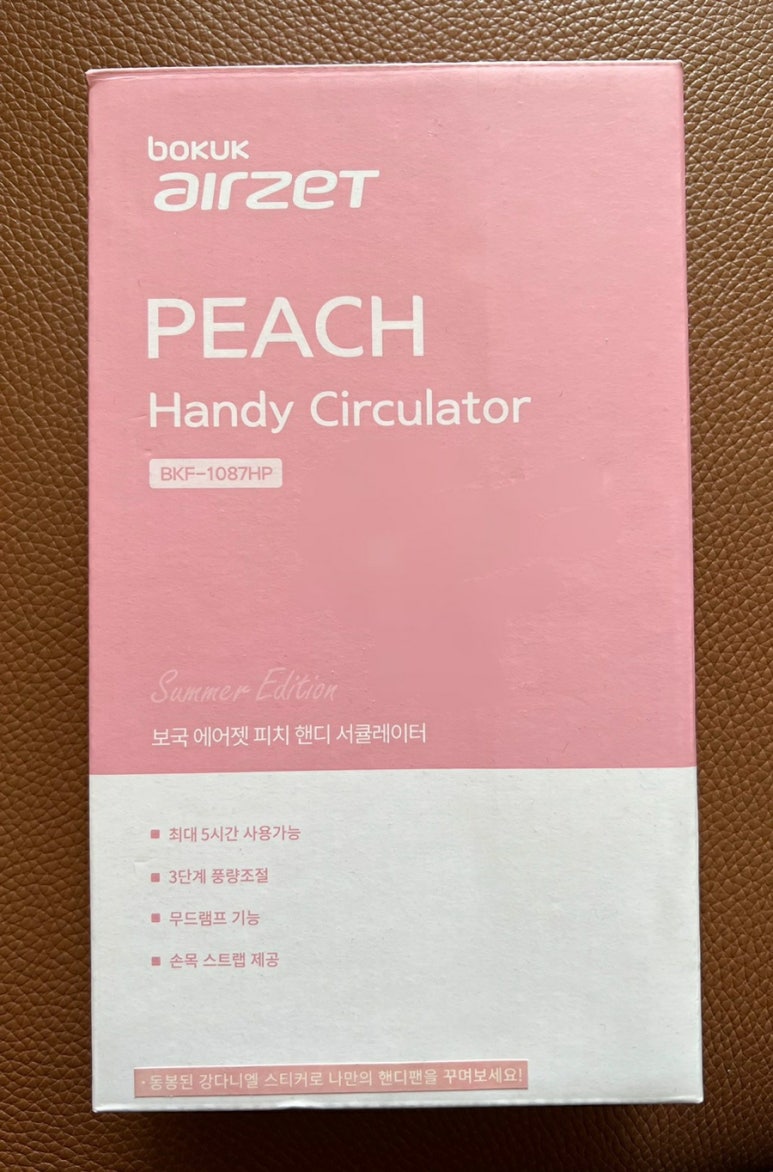 bokuk
airzet
PEACH
Handy Circulator
BKF-1087HP
Summer Edition
보국 에어젯 피치 핸디 서큘레이터
■ 최대 5시간 사용가능
■ 3단계 풍량조절
■ 무드램프 기능
■ 손목 스트랩 제공
· 동봉된 강다니엘 스티커로 나만의 핸디팬을 꾸며보세요!